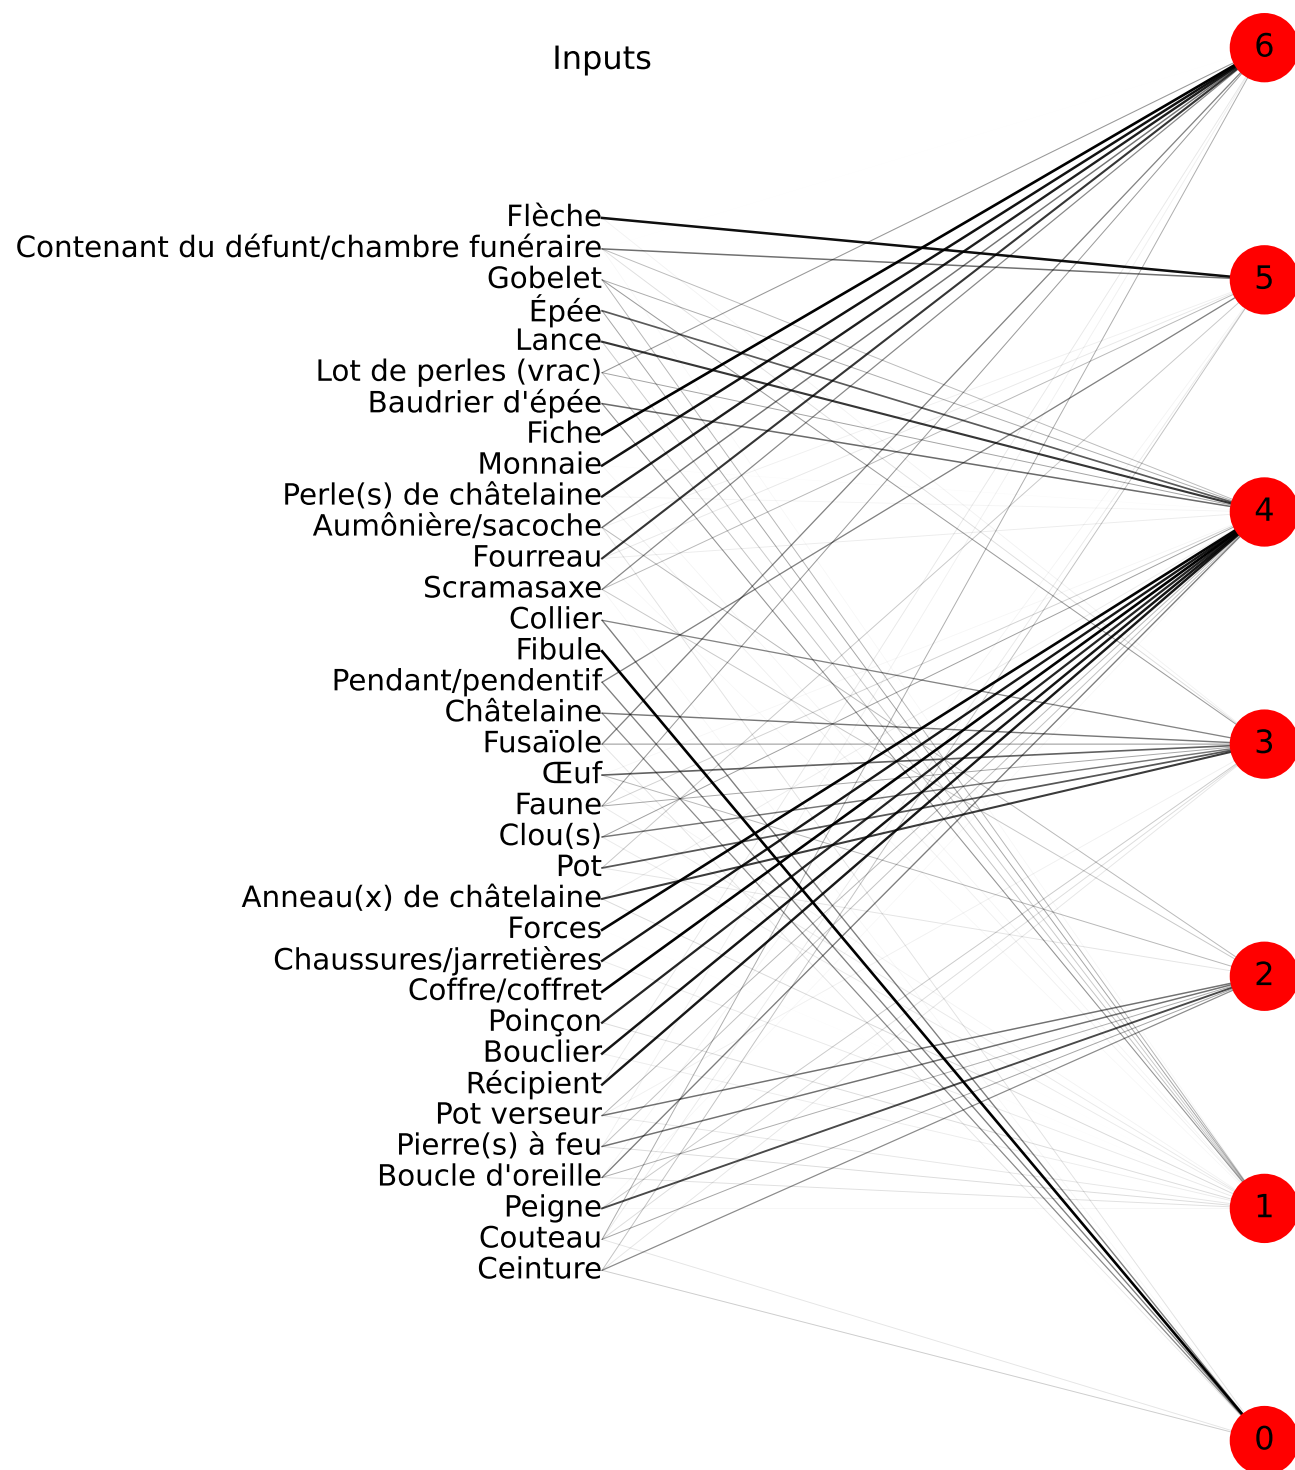 6
Inputs
Flèche
Contenant du défunt/chambre funéraire
Gobelet
5
Épée
Lance
Lot de perles (vrac)
Baudrier d'épée
Fiche
Monnaie
Perle(s) de châtelaine
4
Aumônière/sacoche
Fourreau
Scramasaxe
Collier
Fibule
Pendant/pendentif
Châtelaine
Fusaïole
3
Œuf
Faune
Clou(s)
Pot
Anneau(x) de châtelaine
Forces
Chaussures/jarretières
2
Coffre/coffret
Poinçon
Bouclier
Récipient
Pot verseur
Pierre(s) à feu
Boucle d'oreille
Peigne
1
Couteau
Ceinture
0